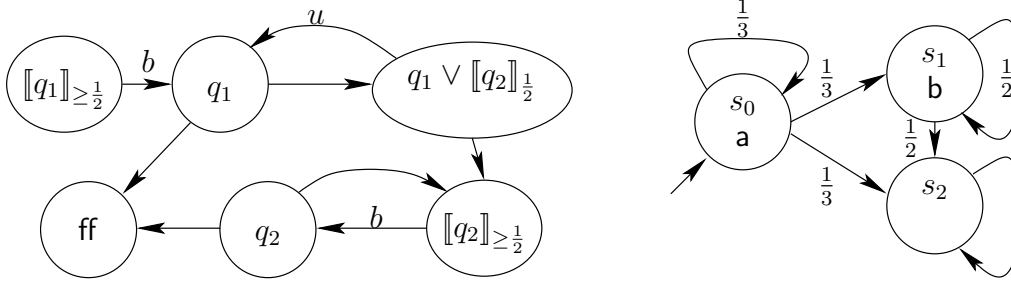 u
1/3
⟦q₁⟧≥1/2
b
q₁
q₁ ∨ ⟦q₂⟧1/2
s₀
a
1/3
s₁
b
1/2
1/2
1/3
ff
q₂
b
⟦q₂⟧≥1/2
s₂